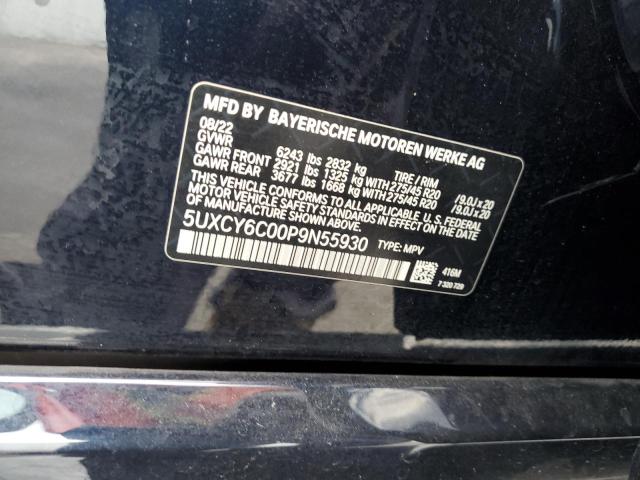 MFD BY BAYERISCHE MOTOREN WERKE AG
08/22
GVWR 6243 lbs 2832 kg TIRE / RIM
GAWR FRONT 2921 lbs 1325 kg WITH 275/45 R20 / 9.0J x 20
GAWR REAR 3677 lbs 1668 kg WITH 275/45 R20 / 9.0J x 20
THIS VEHICLE CONFORMS TO ALL APPLICABLE U.S. FEDERAL
MOTOR VEHICLE SAFETY STANDARDS IN EFFECT ON THE DATE
OF MANUFACTURE SHOWN ABOVE.
5UXCY6C00P9N55930 TYPE: MPV
416M
7 320 729